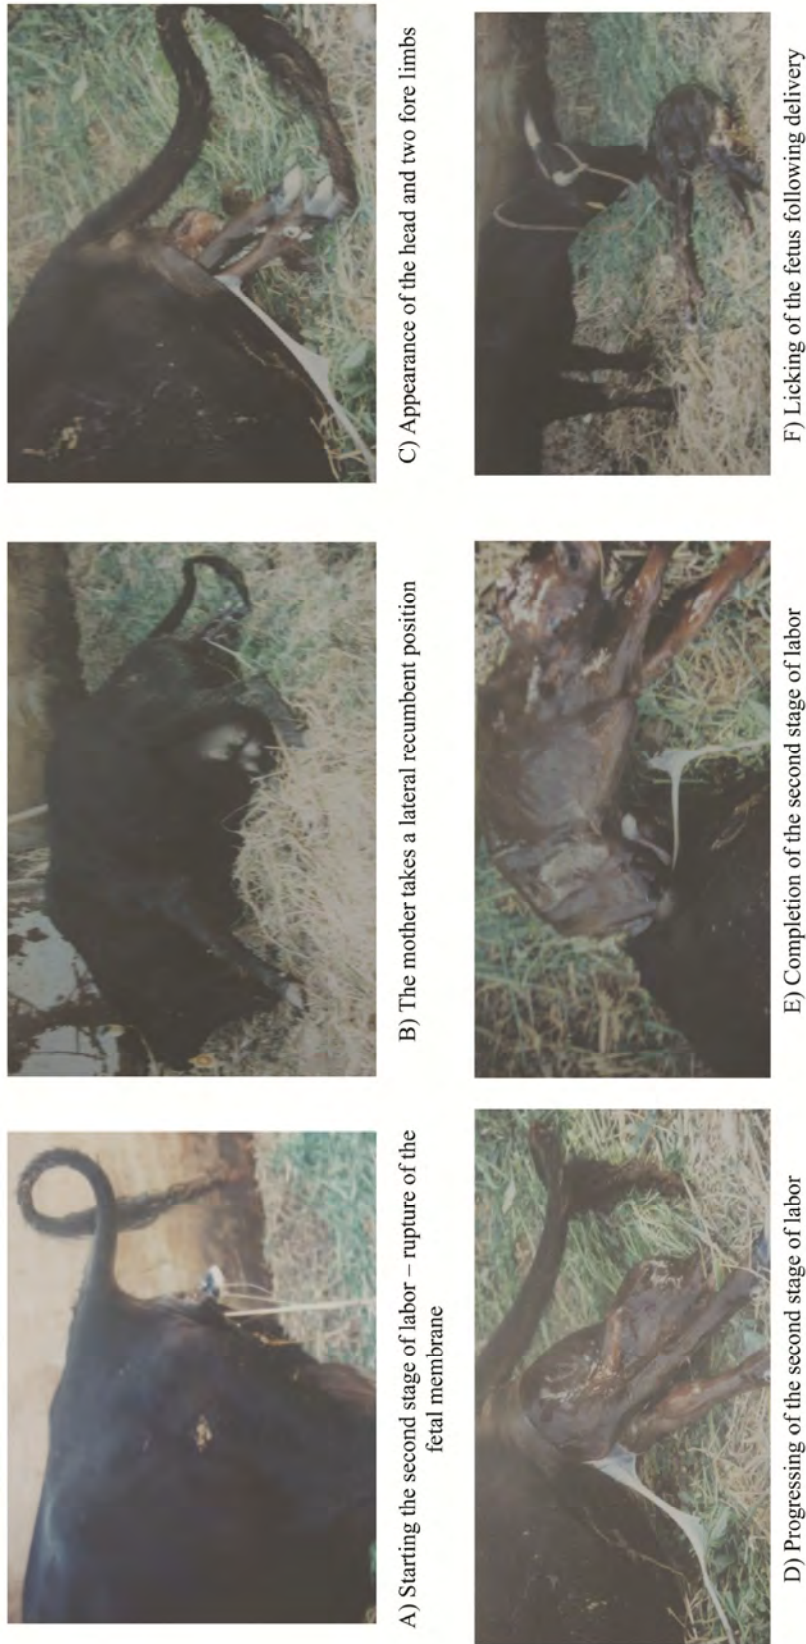 A) Starting the second stage of labor – rupture of the
fetal membrane
B) The mother takes a lateral recumbent position
C) Appearance of the head and two fore limbs
D) Progressing of the second stage of labor
E) Completion of the second stage of labor
F) Licking of the fetus following delivery